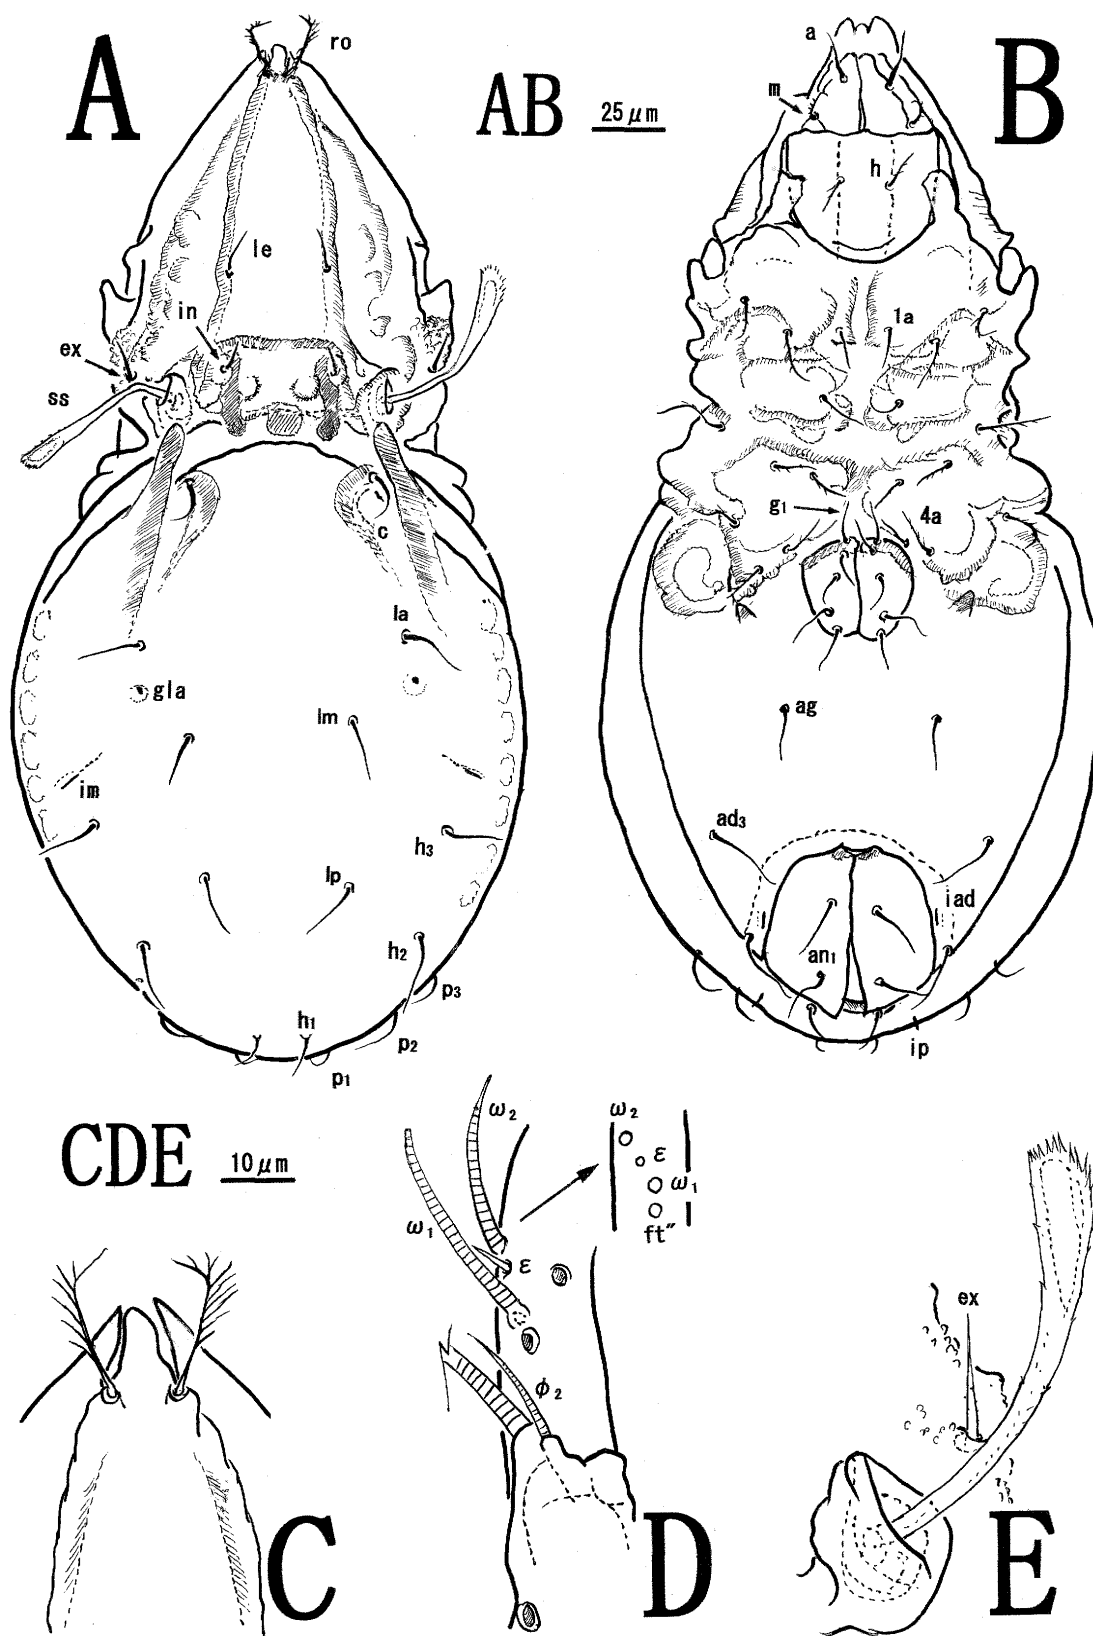 A
ro
AB
25μm
B
a
m
h
le
in
ex
ss
1a
g1
4a
c
la
gla
lm
im
h3
lp
h2
p3
h1
p2
p1
ag
ad3
iad
an1
ip
CDE
10μm
ω2
ω1
ε
φ2
ω2
ε
ω1
ft″
ex
C
D
E